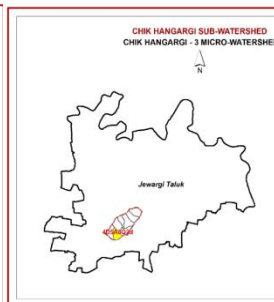 CHIK HANGARGI SUB-WATERSHED
CHIK HANGARGI - 3 MICRO-WATERSHE
N
Jewargi Taluk